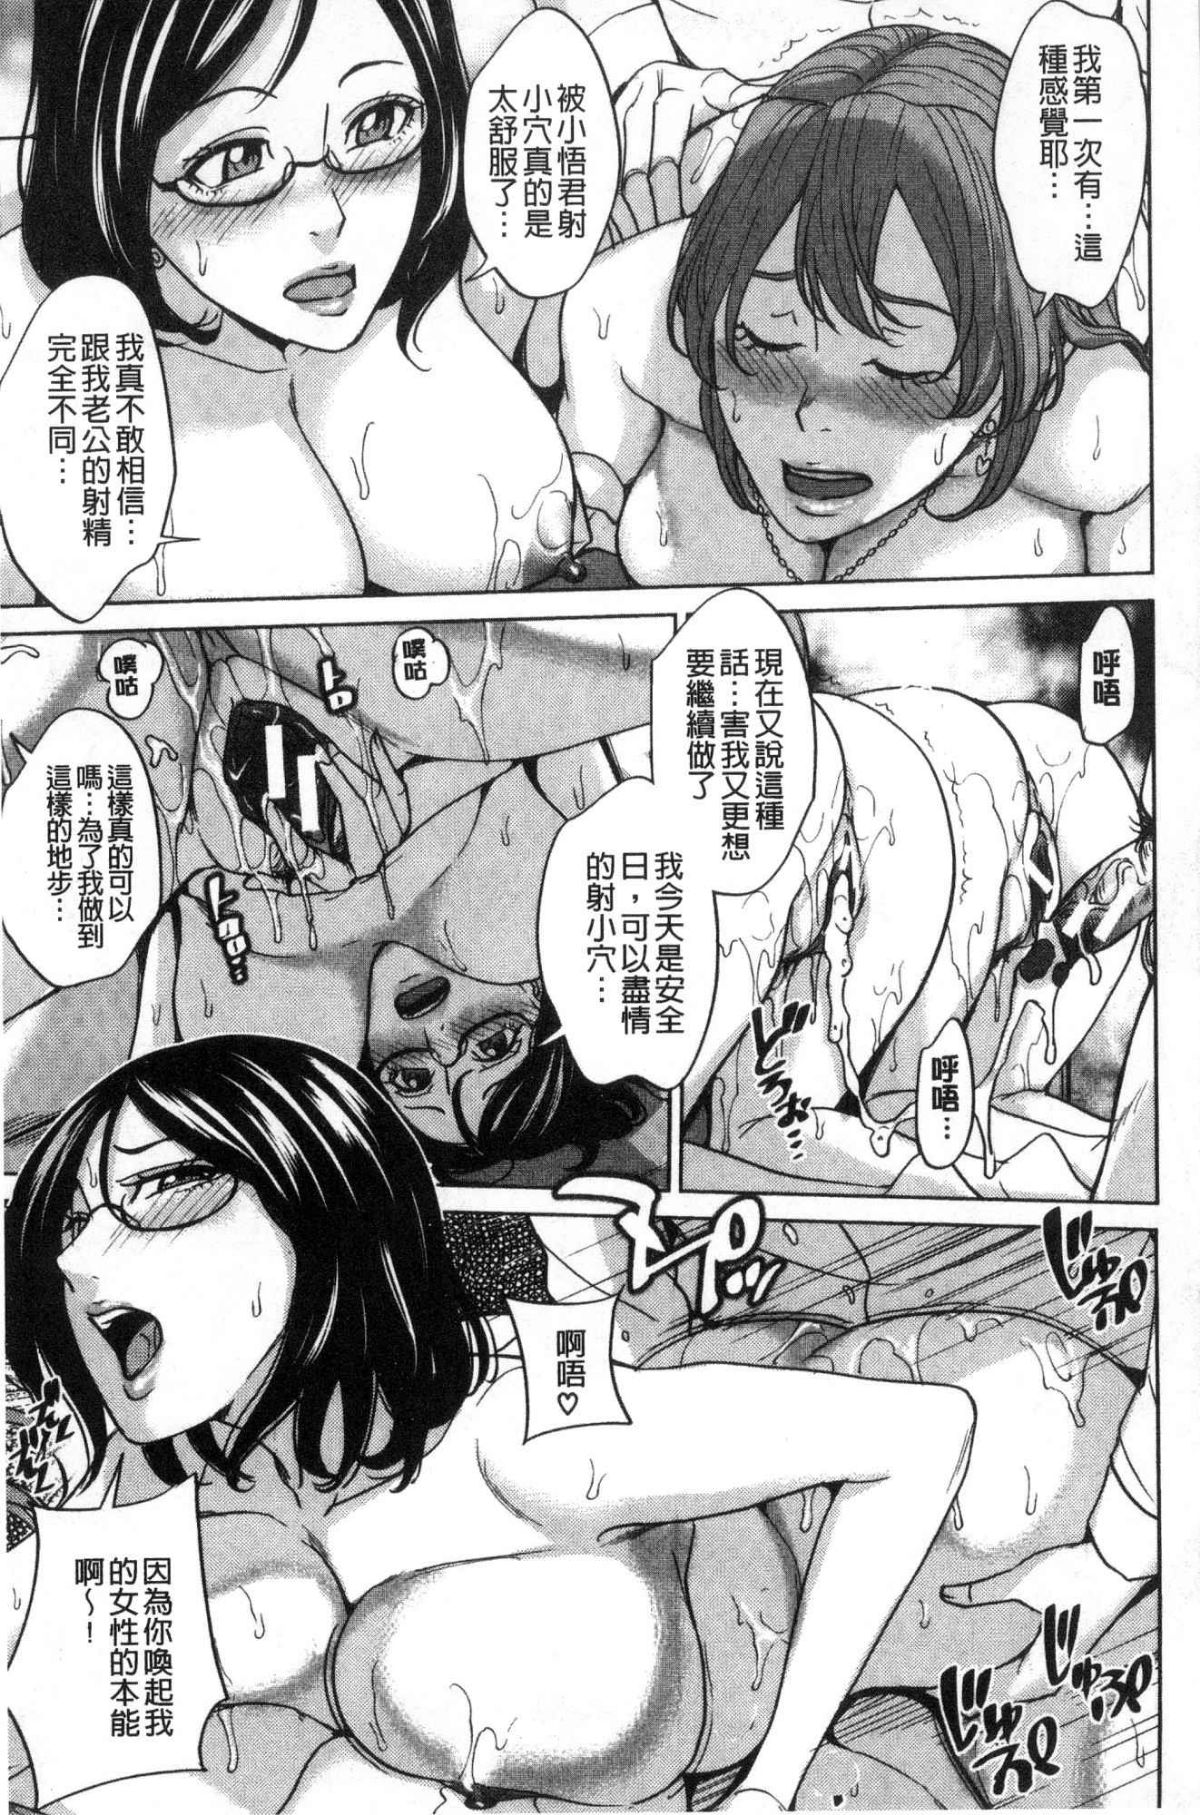 我第一次有…這
種感覺耶…
被小悟君射
小穴真的是
太舒服了…
我真不敢相信…
跟我老公的射精
完全不同…
呼唔
現在又說這種
話…害我又更想
要繼續做了
我今天是安全
日，可以盡情
的射小穴…
呼唔…
噗咕
噗咕
這樣真的可以
嗎…為了我做到
這樣的地步…
啊唔♡
因為你喚起我
的女性的本能
啊～！